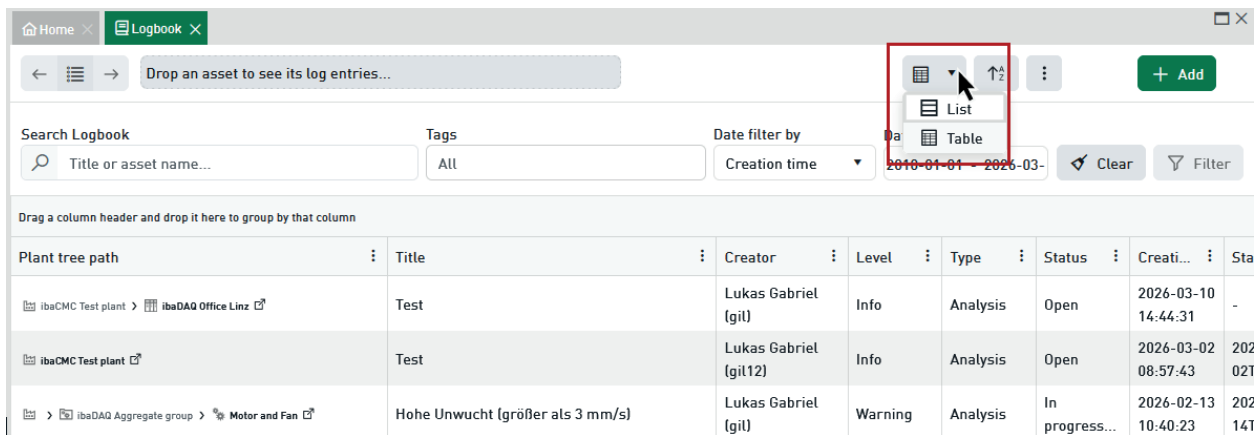 Home
Logbook
Drop an asset to see its log entries...
Add
List
Table
Search Logbook
Tags
Date filter by
Title or asset name...
All
Creation time
Clear
Filter
Drag a column header and drop it here to group by that column
Plant tree path
Title
Creator
Level
Type
Status
Creati...
Sta
ibaCMC Test plant > ibaDAQ Office Linz
Test
Lukas Gabriel
(gil)
Info
Analysis
Open
2026-03-10
14:44:31
-
ibaCMC Test plant
Test
Lukas Gabriel
(gil12)
Info
Analysis
Open
2026-03-02
08:57:43
202
02T
> ibaDAQ Aggregate group > Motor and Fan
Hohe Unwucht (größer als 3 mm/s)
Lukas Gabriel
(gil)
Warning
Analysis
In
progress...
2026-02-13
10:40:23
202
14T